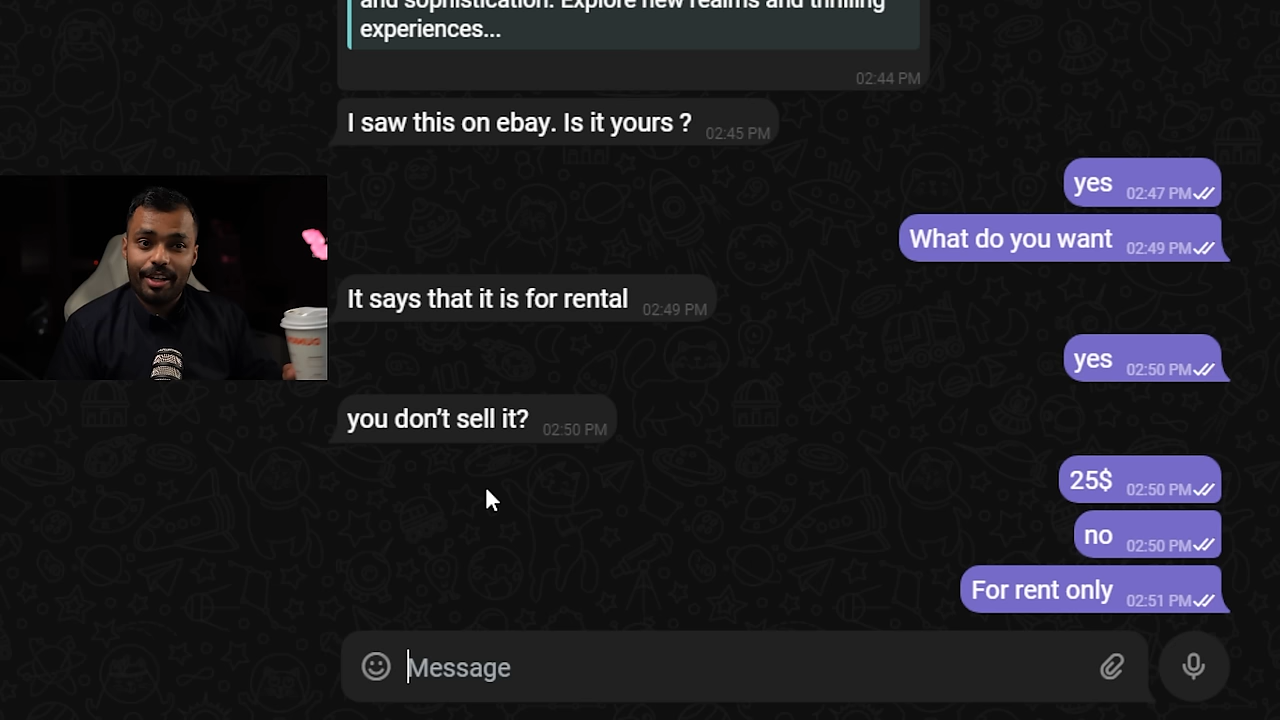 and sophistication. Explore new realms and thrilling
experiences...
02:44 PM
I saw this on ebay. Is it yours ? 02:45 PM
yes 02:47 PM
What do you want 02:49 PM
It says that it is for rental 02:49 PM
yes 02:50 PM
you don’t sell it? 02:50 PM
25$ 02:50 PM
no 02:50 PM
For rent only 02:51 PM
Message